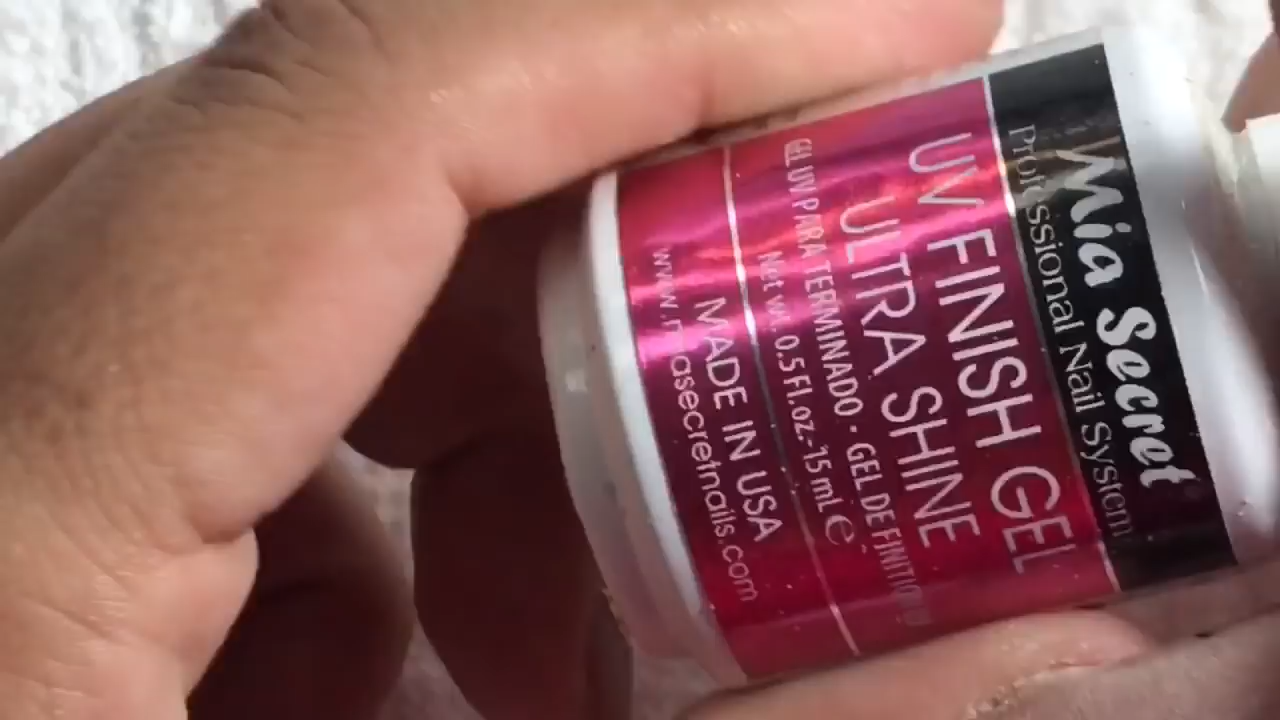 Mia Secret
Professional Nail System
UV FINISH GEL
ULTRA SHINE
GEL UV PARA TERMINADO • GEL DE FINITION
Net wt. 0.5 Fl.oz.- 15 mL ℮
MADE IN USA
www.miasecretnails.com